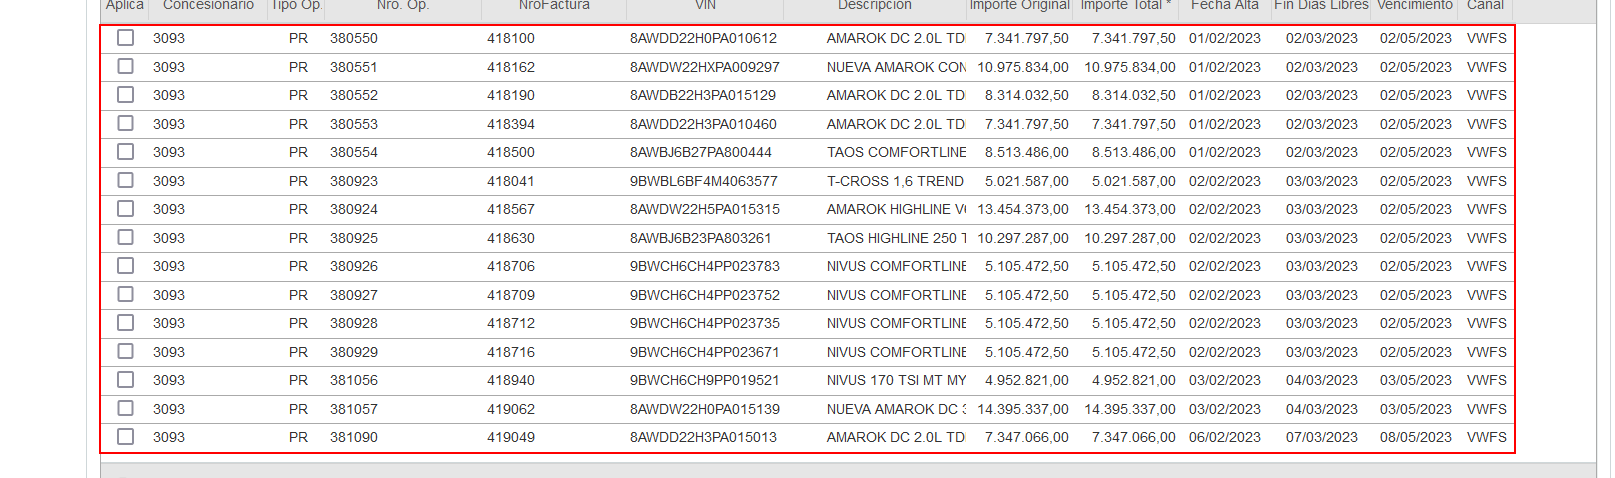 Aplica Concesionario Tipo Op. Nro. Op. NroFactura VIN Descripcion Importe Original Importe Total * Fecha Alta Fin Dias Libres Vencimiento Canal
3093 PR 380550 418100 8AWDD22H0PA010612 AMAROK DC 2.0L TD 7.341.797,50 7.341.797,50 01/02/2023 02/03/2023 02/05/2023 VWFS
3093 PR 380551 418162 8AWDW22HXPA009297 NUEVA AMAROK CON 10.975.834,00 10.975.834,00 01/02/2023 02/03/2023 02/05/2023 VWFS
3093 PR 380552 418190 8AWDB22H3PA015129 AMAROK DC 2.0L TD 8.314.032,50 8.314.032,50 01/02/2023 02/03/2023 02/05/2023 VWFS
3093 PR 380553 418394 8AWDD22H3PA010460 AMAROK DC 2.0L TD 7.341.797,50 7.341.797,50 01/02/2023 02/03/2023 02/05/2023 VWFS
3093 PR 380554 418500 8AWBJ6B27PA800444 TAOS COMFORTLINE 8.513.486,00 8.513.486,00 01/02/2023 02/03/2023 02/05/2023 VWFS
3093 PR 380923 418041 9BWBL6BF4M4063577 T-CROSS 1,6 TREND 5.021.587,00 5.021.587,00 02/02/2023 03/03/2023 02/05/2023 VWFS
3093 PR 380924 418567 8AWDW22H5PA015315 AMAROK HIGHLINE V6 13.454.373,00 13.454.373,00 02/02/2023 03/03/2023 02/05/2023 VWFS
3093 PR 380925 418630 8AWBJ6B23PA803261 TAOS HIGHLINE 250 T 10.297.287,00 10.297.287,00 02/02/2023 03/03/2023 02/05/2023 VWFS
3093 PR 380926 418706 9BWCH6CH4PP023783 NIVUS COMFORTLINE 5.105.472,50 5.105.472,50 02/02/2023 03/03/2023 02/05/2023 VWFS
3093 PR 380927 418709 9BWCH6CH4PP023752 NIVUS COMFORTLINE 5.105.472,50 5.105.472,50 02/02/2023 03/03/2023 02/05/2023 VWFS
3093 PR 380928 418712 9BWCH6CH4PP023735 NIVUS COMFORTLINE 5.105.472,50 5.105.472,50 02/02/2023 03/03/2023 02/05/2023 VWFS
3093 PR 380929 418716 9BWCH6CH4PP023671 NIVUS COMFORTLINE 5.105.472,50 5.105.472,50 02/02/2023 03/03/2023 02/05/2023 VWFS
3093 PR 381056 418940 9BWCH6CH9PP019521 NIVUS 170 TSI MT MY 4.952.821,00 4.952.821,00 03/02/2023 04/03/2023 03/05/2023 VWFS
3093 PR 381057 419062 8AWDW22H0PA015139 NUEVA AMAROK DC 3 14.395.337,00 14.395.337,00 03/02/2023 04/03/2023 03/05/2023 VWFS
3093 PR 381090 419049 8AWDD22H3PA015013 AMAROK DC 2.0L TD 7.347.066,00 7.347.066,00 06/02/2023 07/03/2023 08/05/2023 VWFS